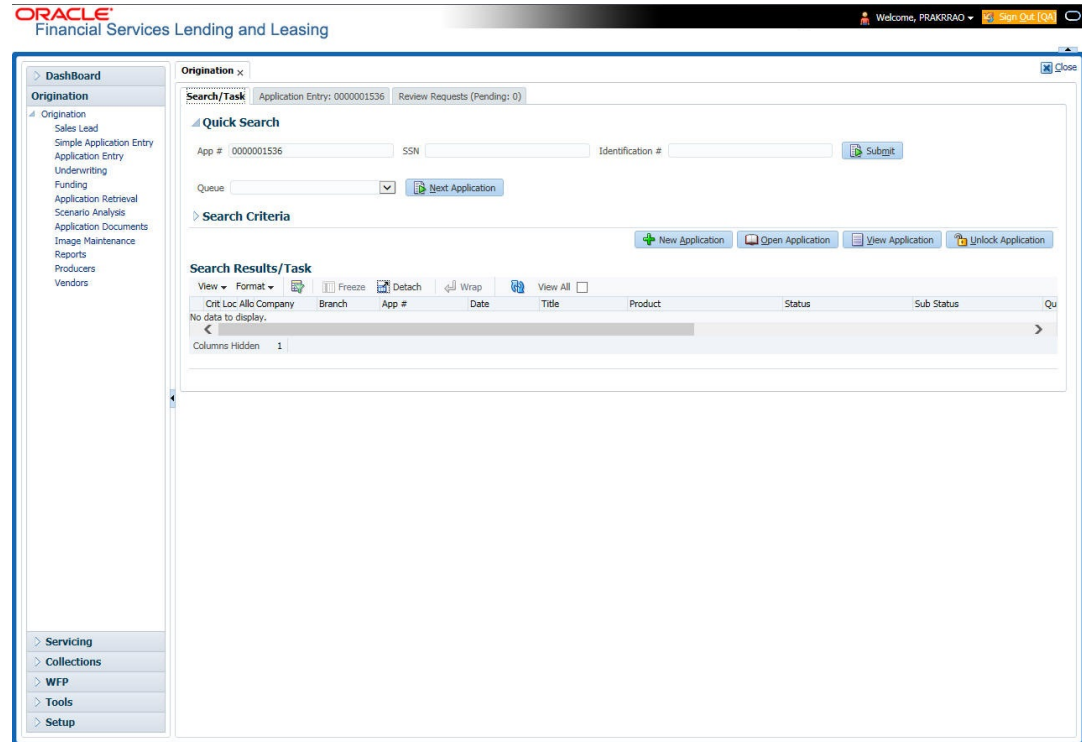 ORACLE
Financial Services Lending and Leasing
Welcome, PRAKRRAO
Sign Out [QA]
Close
DashBoard
Origination
Origination
Sales Lead
Simple Application Entry
Application Entry
Underwriting
Funding
Application Retrieval
Scenario Analysis
Application Documents
Image Maintenance
Reports
Producers
Vendors
Servicing
Collections
WFP
Tools
Setup
Origination x
Search/Task Application Entry: 0000001536 Review Requests (Pending: 0)
Quick Search
App # 0000001536 SSN Identification # Submit
Queue Next Application
Search Criteria
New Application Open Application View Application Unlock Application
Search Results/Task
View Format Freeze Detach Wrap View All
Crit Loc Allo Company Branch App # Date Title Product Status Sub Status Qu
No data to display.
Columns Hidden 1